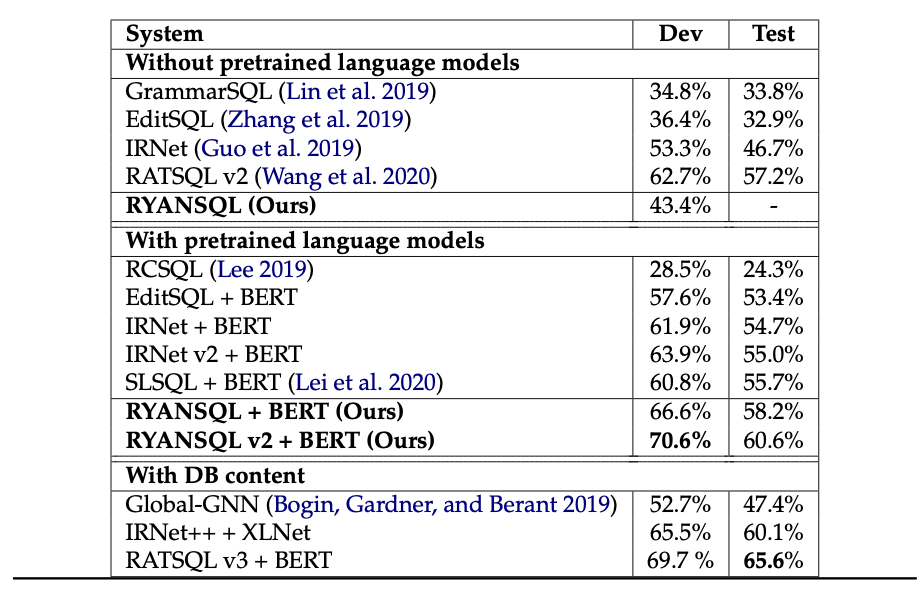 System Dev Test
Without pretrained language models
GrammarSQL (Lin et al. 2019) 34.8% 33.8%
EditSQL (Zhang et al. 2019) 36.4% 32.9%
IRNet (Guo et al. 2019) 53.3% 46.7%
RATSQL v2 (Wang et al. 2020) 62.7% 57.2%
RYANSQL (Ours) 43.4% -
With pretrained language models
RCSQL (Lee 2019) 28.5% 24.3%
EditSQL + BERT 57.6% 53.4%
IRNet + BERT 61.9% 54.7%
IRNet v2 + BERT 63.9% 55.0%
SLSQL + BERT (Lei et al. 2020) 60.8% 55.7%
RYANSQL + BERT (Ours) 66.6% 58.2%
RYANSQL v2 + BERT (Ours) 70.6% 60.6%
With DB content
Global-GNN (Bogin, Gardner, and Berant 2019) 52.7% 47.4%
IRNet++ + XLNet 65.5% 60.1%
RATSQL v3 + BERT 69.7 % 65.6%